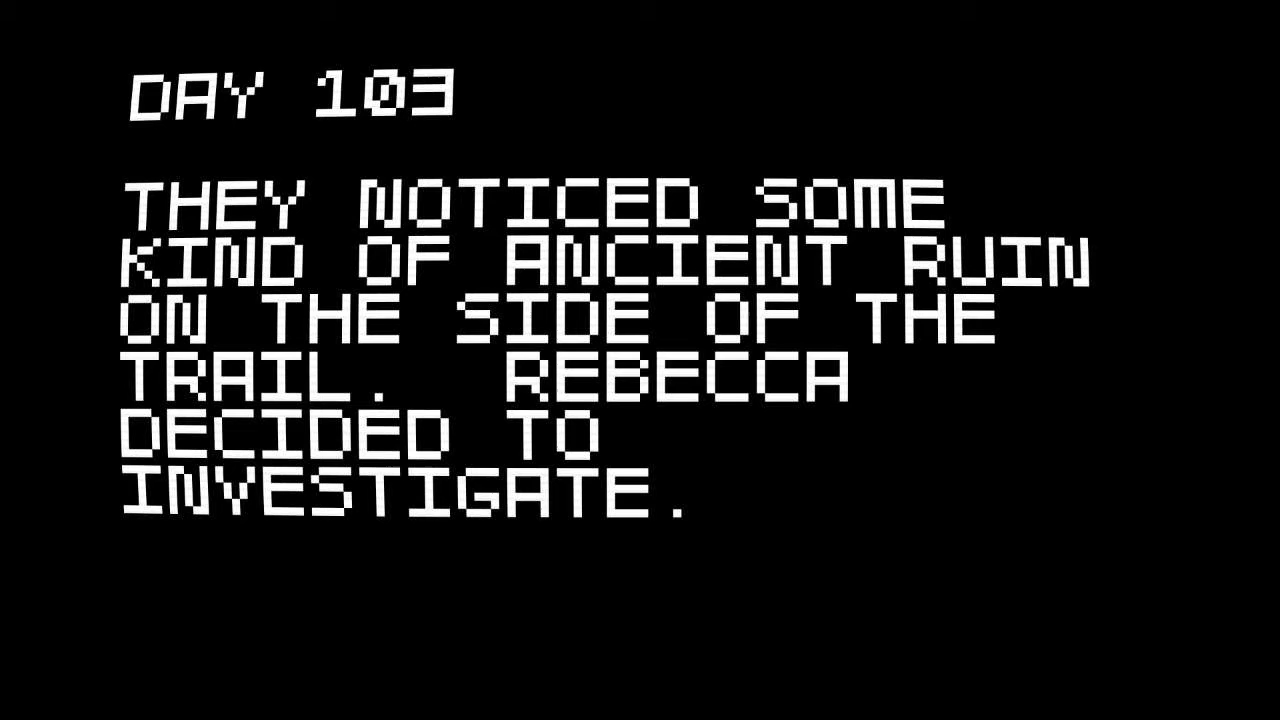 DAY 103
THEY NOTICED SOME
KIND OF ANCIENT RUIN
ON THE SIDE OF THE
TRAIL.  REBECCA
DECIDED TO
INVESTIGATE.